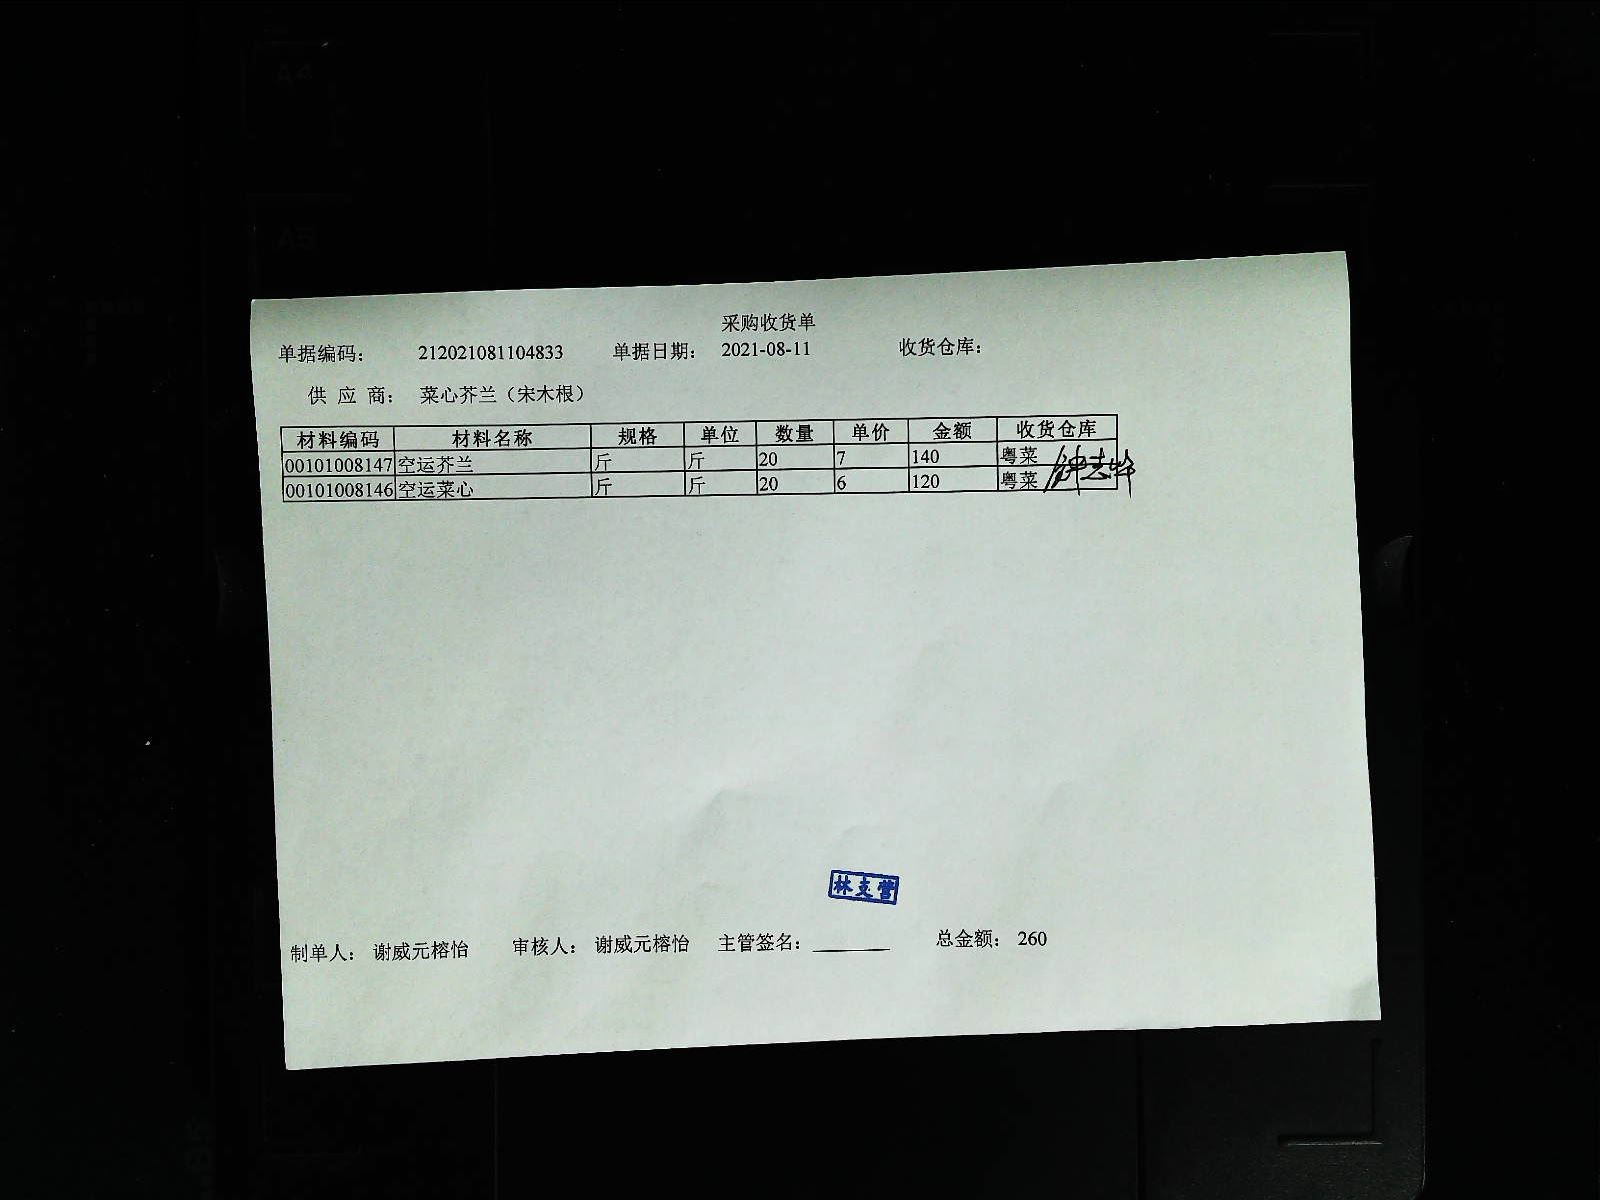 采购收货单
单据编码： 212021081104833 单据日期： 2021-08-11 收货仓库：
供 应 商： 菜心芥兰（宋木根）
材料编码 材料名称 规格 单位 数量 单价 金额 收货仓库
00101008147 空运芥兰 斤 斤 20 7 140 粤菜
00101008146 空运菜心 斤 斤 20 6 120 粤菜
林支营
制单人： 谢威元榕怡 审核人： 谢威元榕怡 主管签名： 总金额： 260